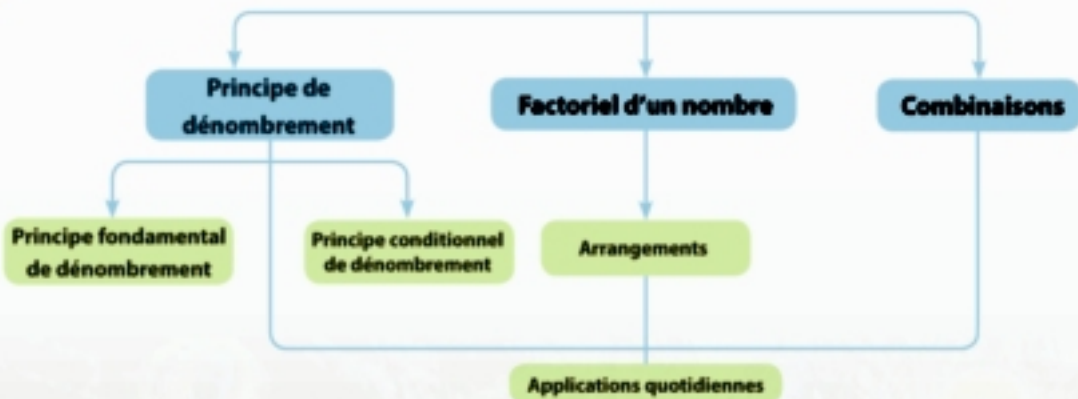 Principe de
dénombrement
Factoriel d'un nombre
Combinaisons
Principe fondamental
de dénombrement
Principe conditionnel
de dénombrement
Arrangements
Applications quotidiennes